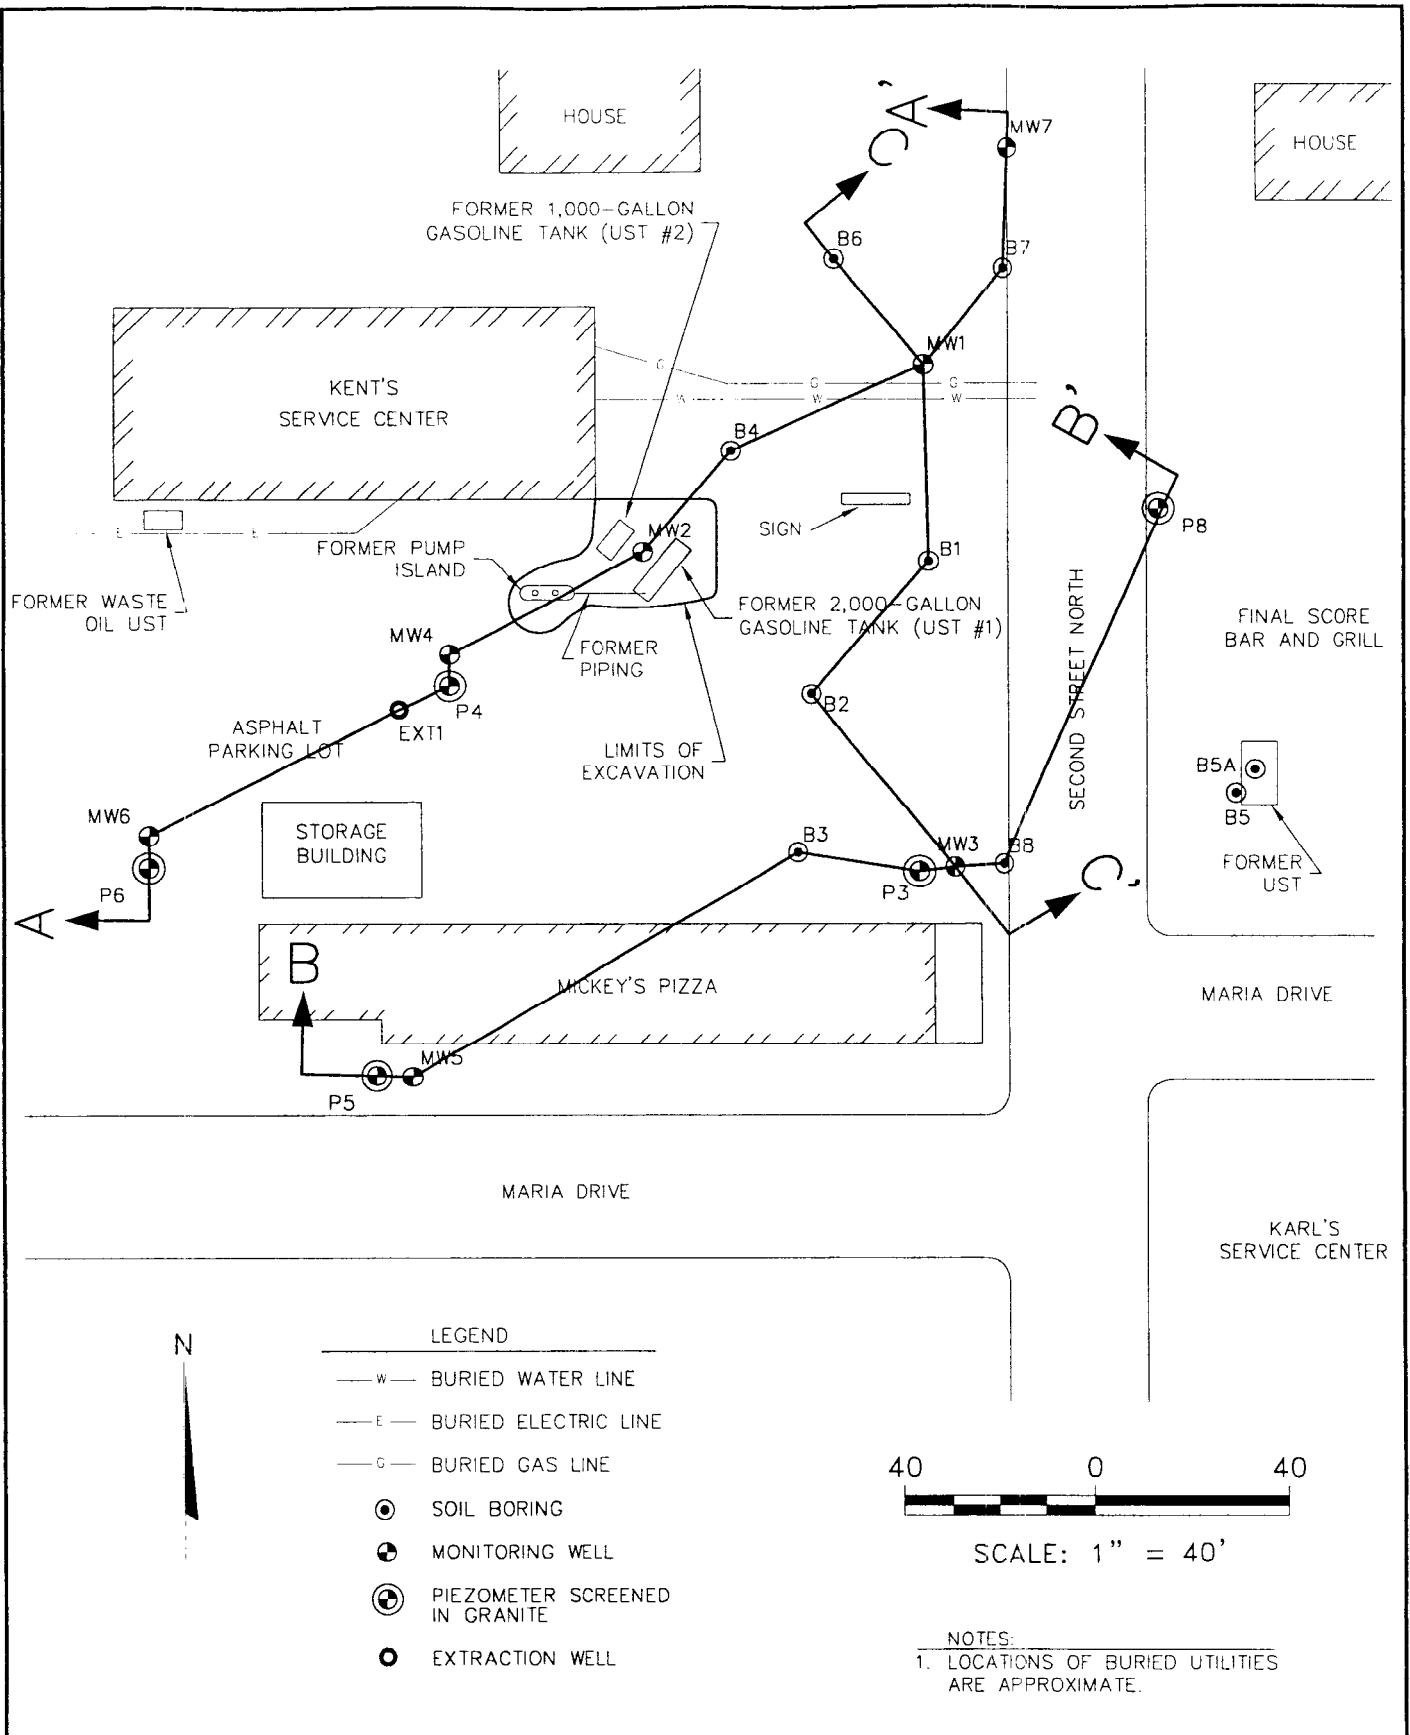 HOUSE
A'
C'
MW7
HOUSE
FORMER 1,000-GALLON
GASOLINE TANK (UST #2)
B6
B7
MW1
G
G
G
W
W
W
KENT'S
SERVICE CENTER
B'
B4
SIGN
MW2
P8
E
E
FORMER PUMP
ISLAND
B1
FORMER WASTE
OIL UST
FORMER 2,000-GALLON
GASOLINE TANK (UST #1)
SECOND STREET NORTH
FINAL SCORE
BAR AND GRILL
MW4
FORMER
PIPING
P4
B2
EXT1
ASPHALT
PARKING LOT
LIMITS OF
EXCAVATION
B5A
B5
MW6
STORAGE
BUILDING
B3
MW3
B8
P3
C'
FORMER
UST
P6
A
B
MICKEY'S PIZZA
MARIA DRIVE
MW5
P5
MARIA DRIVE
KARL'S
SERVICE CENTER
N
LEGEND
W BURIED WATER LINE
E BURIED ELECTRIC LINE
G BURIED GAS LINE
SOIL BORING
MONITORING WELL
PIEZOMETER SCREENED
IN GRANITE
EXTRACTION WELL
40 0 40
SCALE: 1" = 40'
NOTES:
1. LOCATIONS OF BURIED UTILITIES
ARE APPROXIMATE.